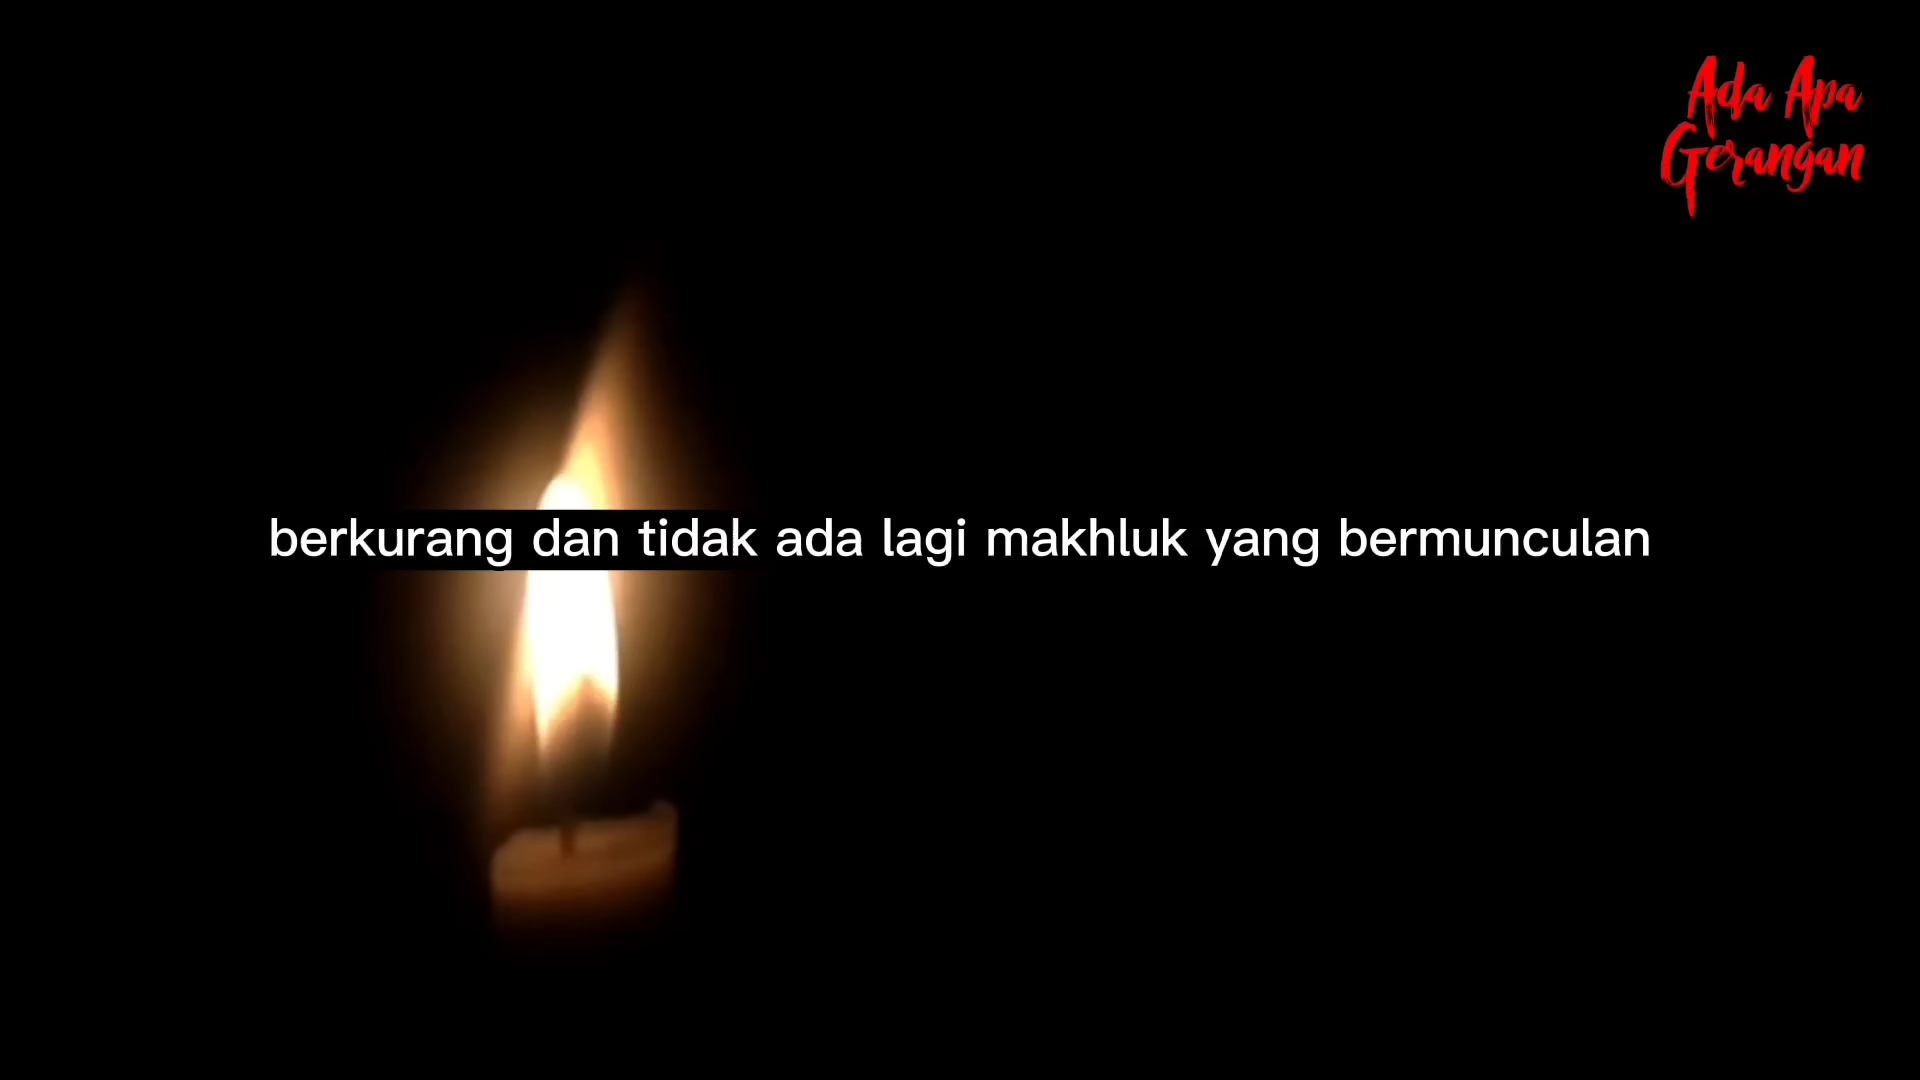 Ada Apa
Gerangan
berkurang dan tidak ada lagi makhluk yang bermunculan